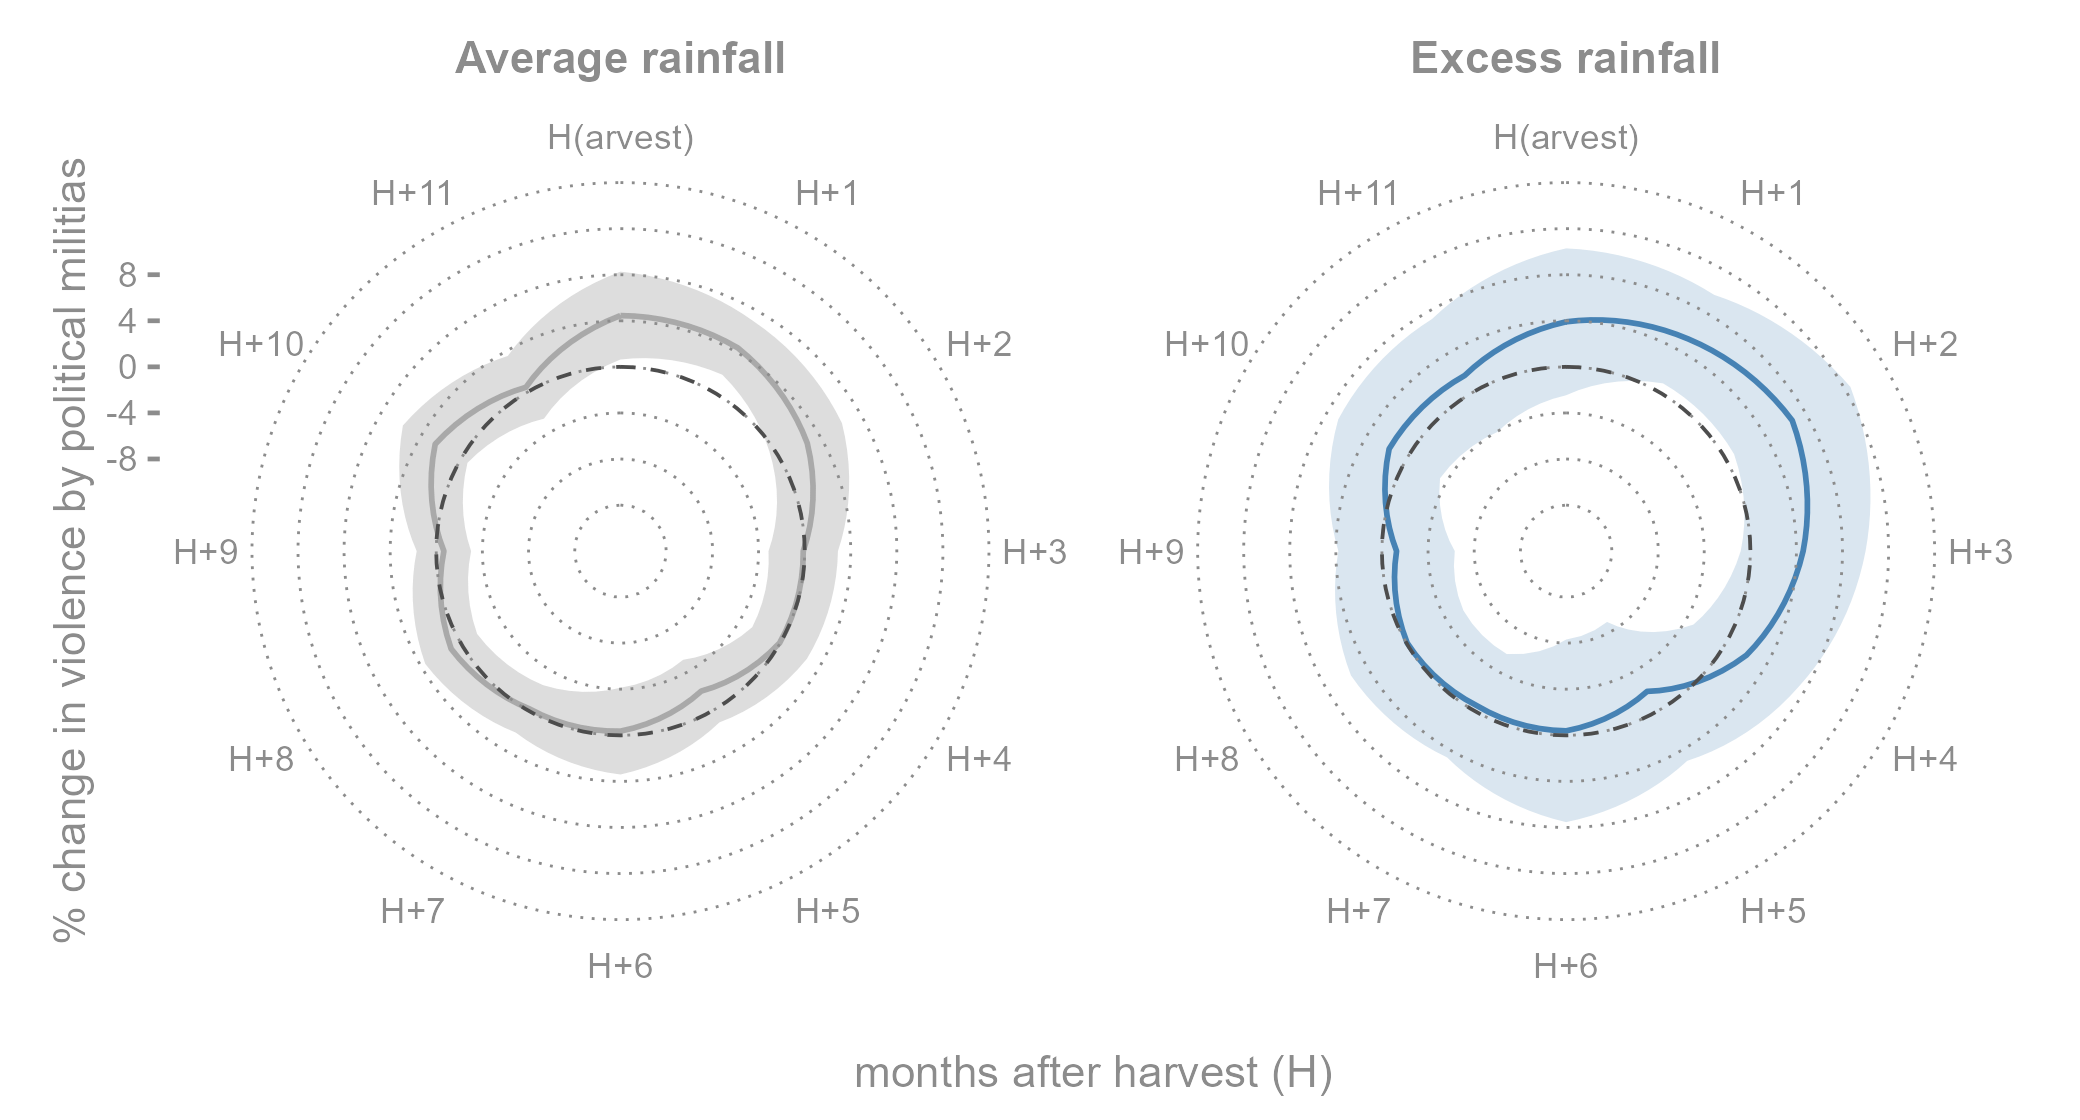 Average rainfall
Excess rainfall
% change in violence by political militias
8
4
0
-4
-8
H(arvest)
H+1
H+2
H+3
H+4
H+5
H+6
H+7
H+8
H+9
H+10
H+11
H(arvest)
H+1
H+2
H+3
H+4
H+5
H+6
H+7
H+8
H+9
H+10
H+11
months after harvest (H)